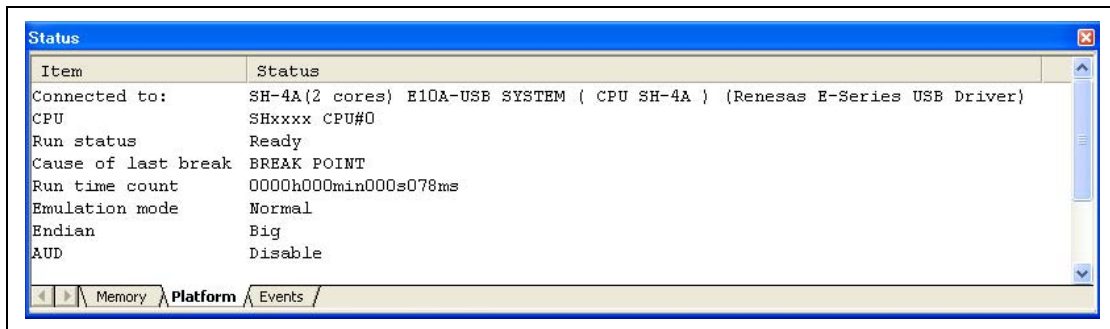 Status
Item Status
Connected to: SH-4A(2 cores) E10A-USB SYSTEM ( CPU SH-4A ) (Renesas E-Series USB Driver)
CPU SHxxxx CPU#0
Run status Ready
Cause of last break BREAK POINT
Run time count 0000h000min000s078ms
Emulation mode Normal
Endian Big
AUD Disable
Memory Platform Events